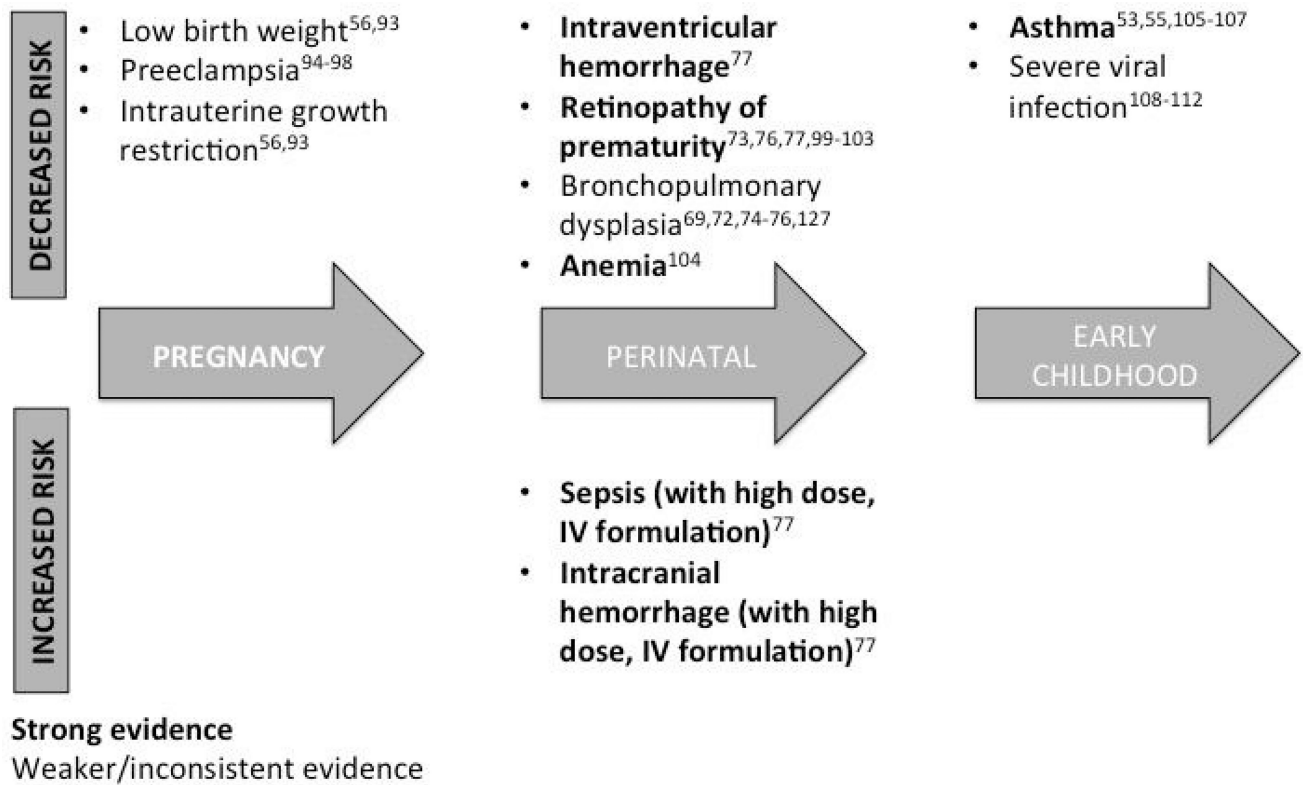 DECREASED RISK
• Low birth weight56,93
• Preeclampsia94-98
• Intrauterine growth
restriction56,93
• Intraventricular
hemorrhage77
• Retinopathy of
prematurity73,76,77,99-103
• Bronchopulmonary
dysplasia69,72,74-76,127
• Anemia104
• Asthma53,55,105-107
• Severe viral
infection108-112
PREGNANCY
PERINATAL
EARLY
CHILDHOOD
INCREASED RISK
• Sepsis (with high dose,
IV formulation)77
• Intracranial
hemorrhage (with high
dose, IV formulation)77
Strong evidence
Weaker/inconsistent evidence